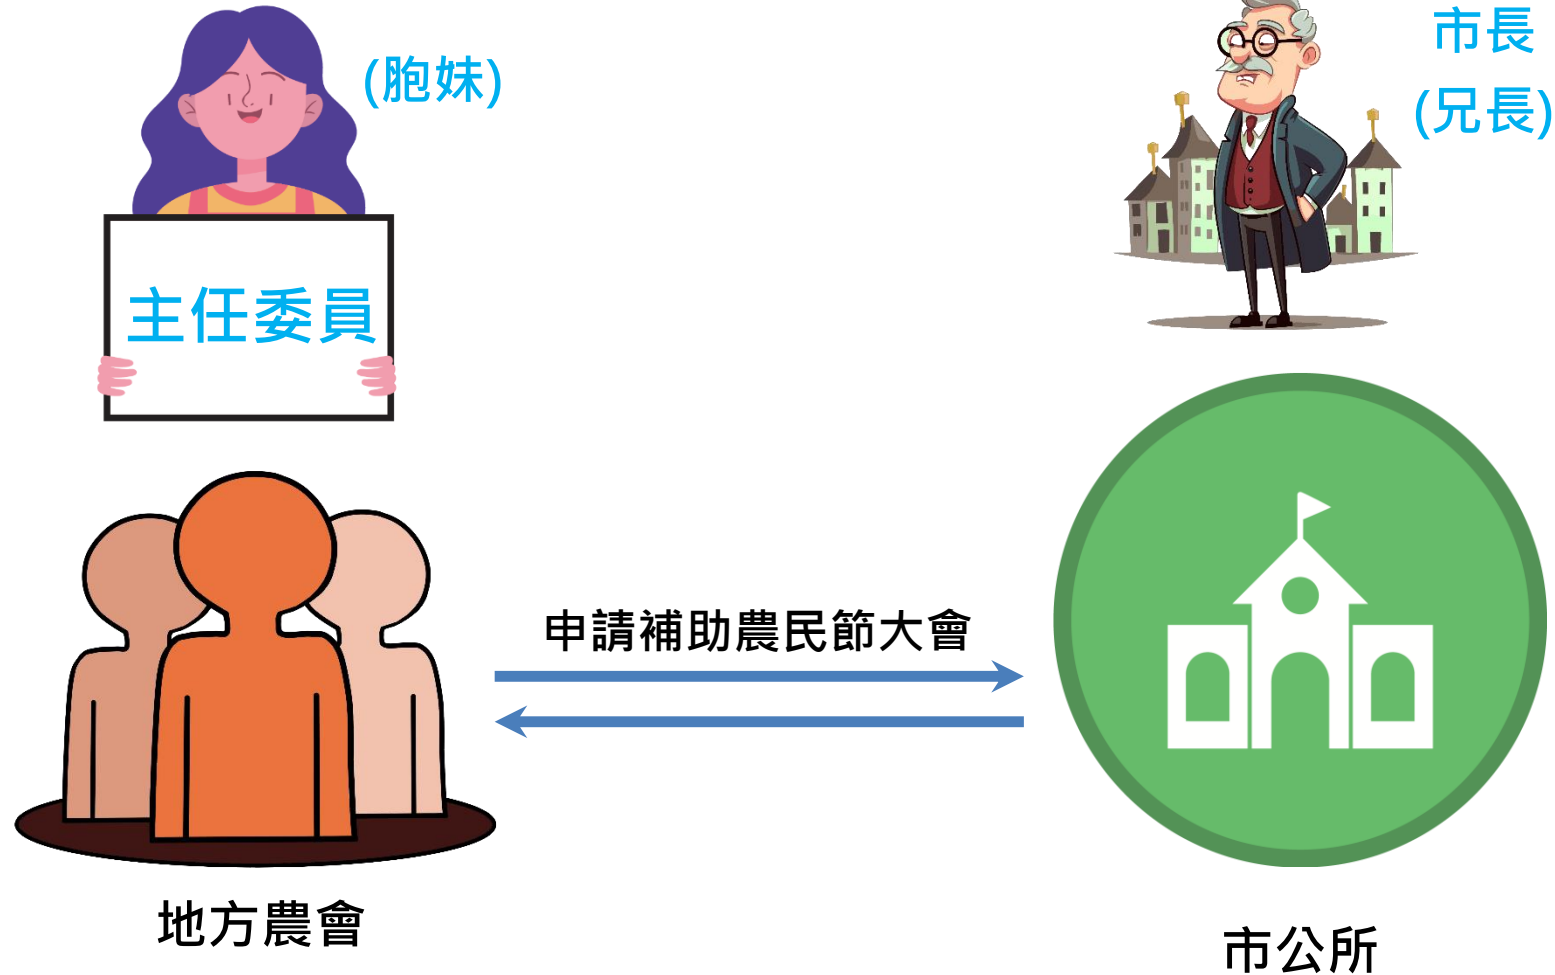 (胞妹)
主任委員
市長
(兄長)
申請補助農民節大會
地方農會
市公所